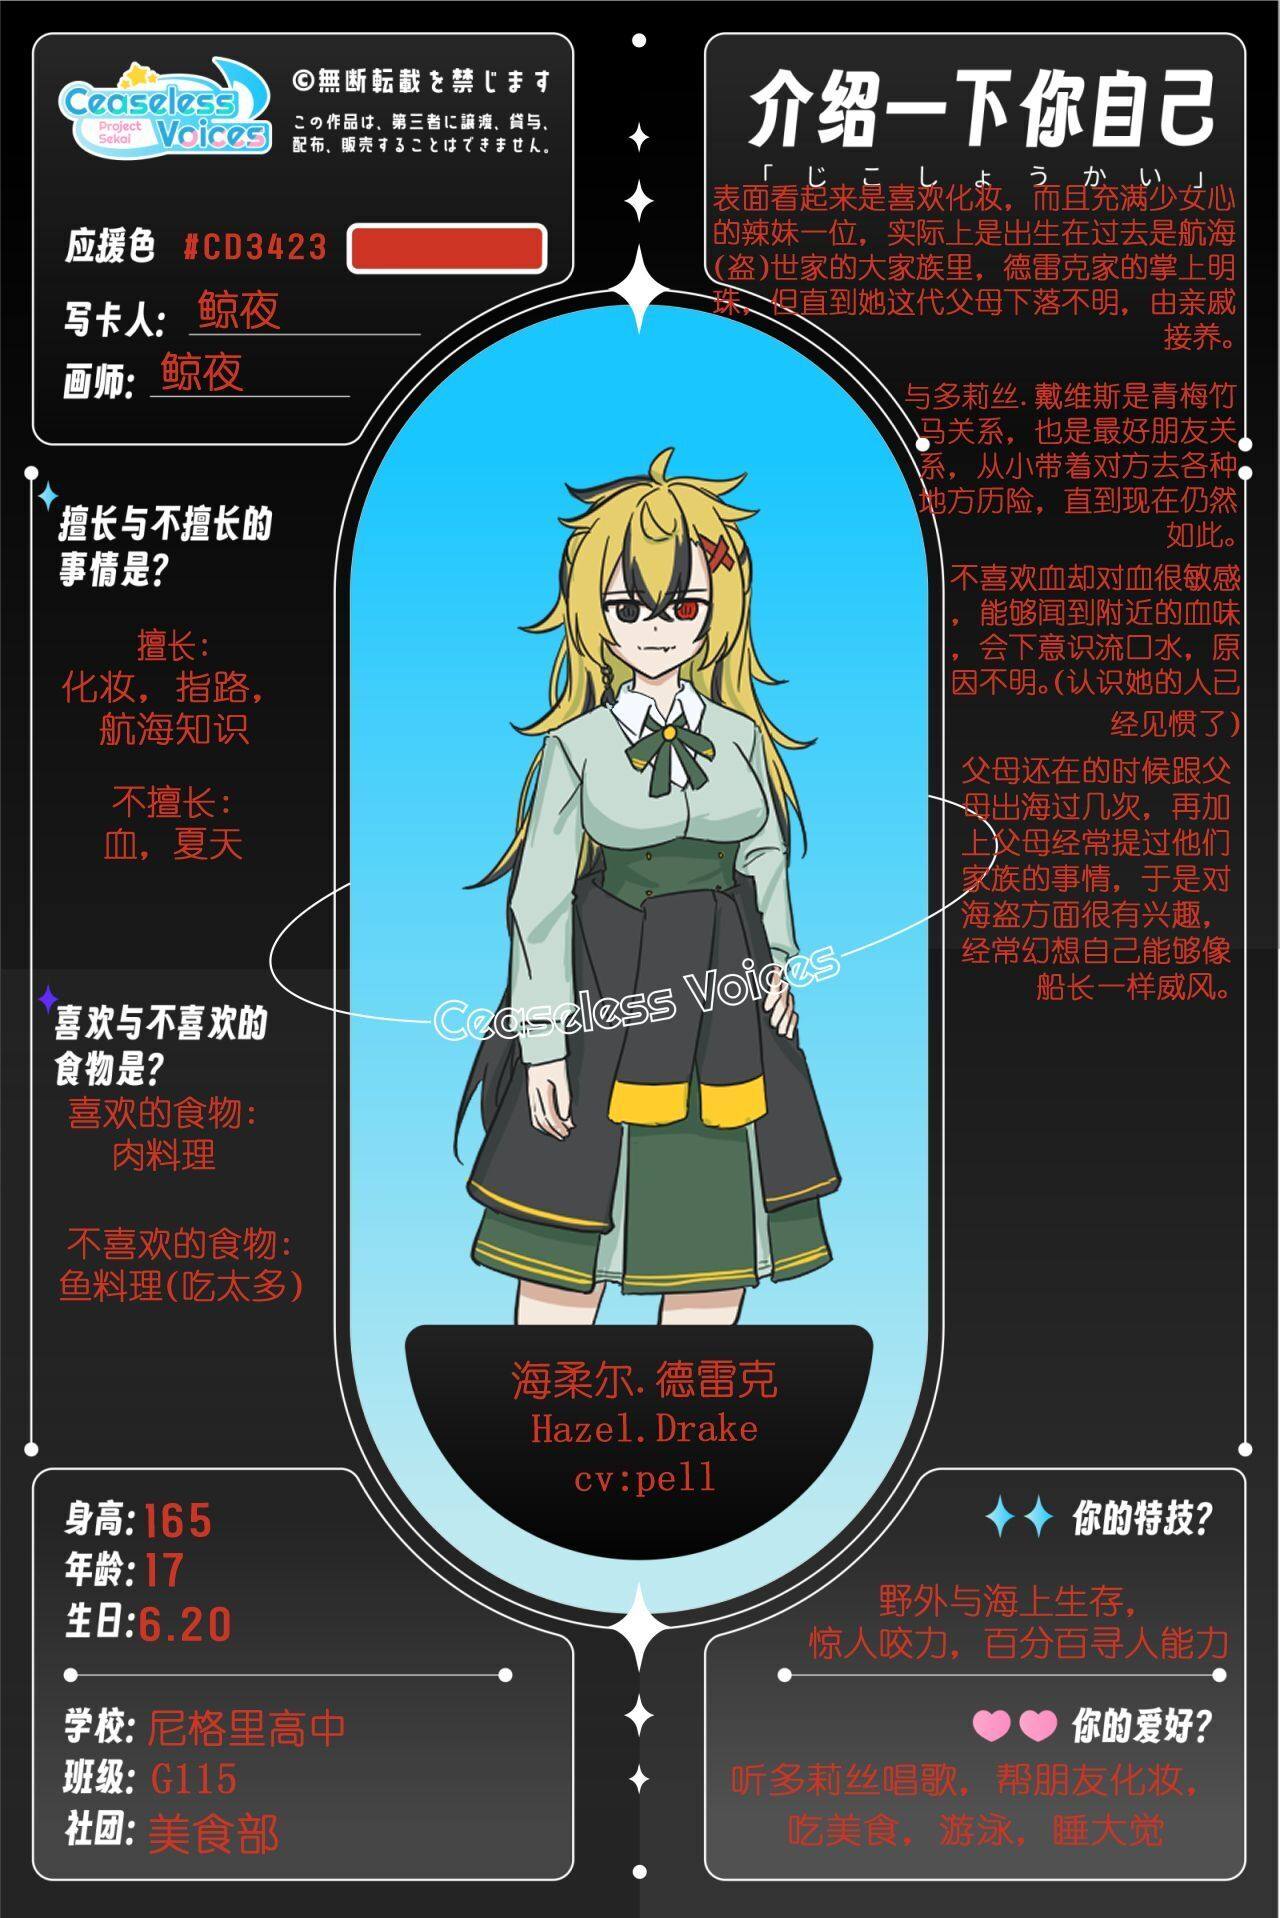 Ceaseless
Project
Sekai
Voices
©無断転載を禁じます
この作品は、第三者に譲渡、貸与、
配布、販売することはできません。
应援色 #CD3423
写卡人: 鲸夜
画师: 鲸夜
介绍一下你自己
「じこしょうかい」
表面看起来是喜欢化妆，而且充满少女心
的辣妹一位，实际上是出生在过去是航海
(盗)世家的大家族里，德雷克家的掌上明
珠，但直到她这代父母下落不明，由亲戚
接养。
与多莉丝.戴维斯是青梅竹
马关系，也是最好朋友关
系，从小带着对方去各种
地方历险，直到现在仍然
如此。
不喜欢血却对血很敏感
，能够闻到附近的血味
，会下意识流口水，原
因不明。(认识她的人已
经见惯了)
父母还在的时候跟父
母出海过几次，再加
上父母经常提过他们
家族的事情，于是对
海盗方面很有兴趣，
经常幻想自己能够像
船长一样威风。
擅长与不擅长的
事情是?
擅长:
化妆，指路，
航海知识
不擅长:
血，夏天
喜欢与不喜欢的
食物是?
喜欢的食物:
肉料理
不喜欢的食物:
鱼料理(吃太多)
Ceaseless Voices
海柔尔.德雷克
Hazel.Drake
cv:pell
身高:165
年龄:17
生日:6.20
学校:尼格里高中
班级:G115
社团:美食部
你的特技?
野外与海上生存，
惊人咬力，百分百寻人能力
你的爱好?
听多莉丝唱歌，帮朋友化妆，
吃美食，游泳，睡大觉